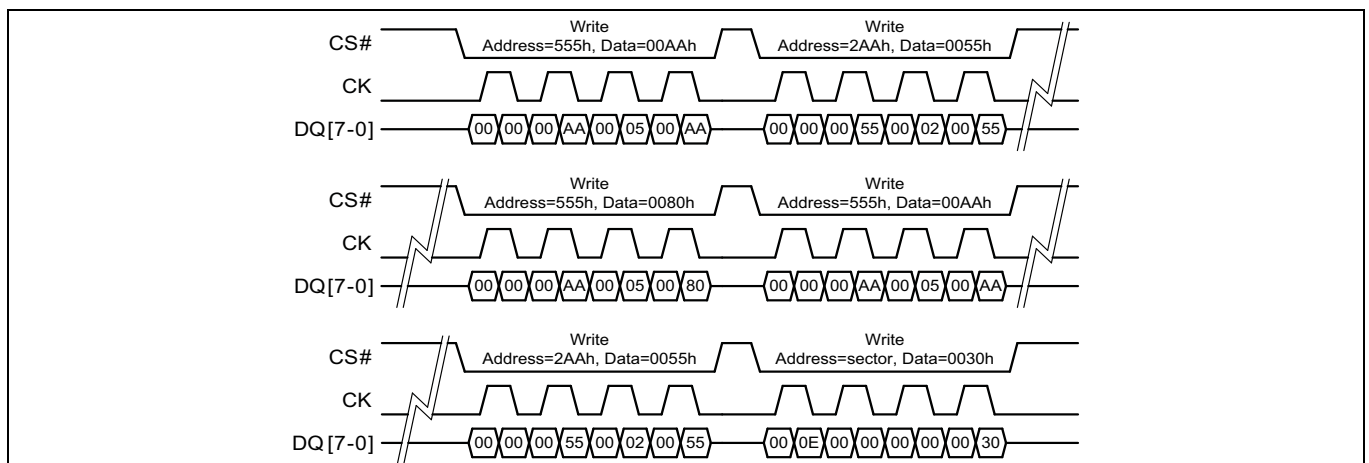 Write Write
CS# Address=555h, Data=00AAh Address=2AAh, Data=0055h
CK
DQ[7-0] 00 00 00 AA 00 05 00 AA 00 00 00 55 00 02 00 55
Write Write
CS# Address=555h, Data=0080h Address=555h, Data=00AAh
CK
DQ[7-0] 00 00 00 AA 00 05 00 80 00 00 00 AA 00 05 00 AA
Write Write
CS# Address=2AAh, Data=0055h Address=sector, Data=0030h
CK
DQ[7-0] 00 00 00 55 00 02 00 55 00 0E 00 00 00 00 00 30